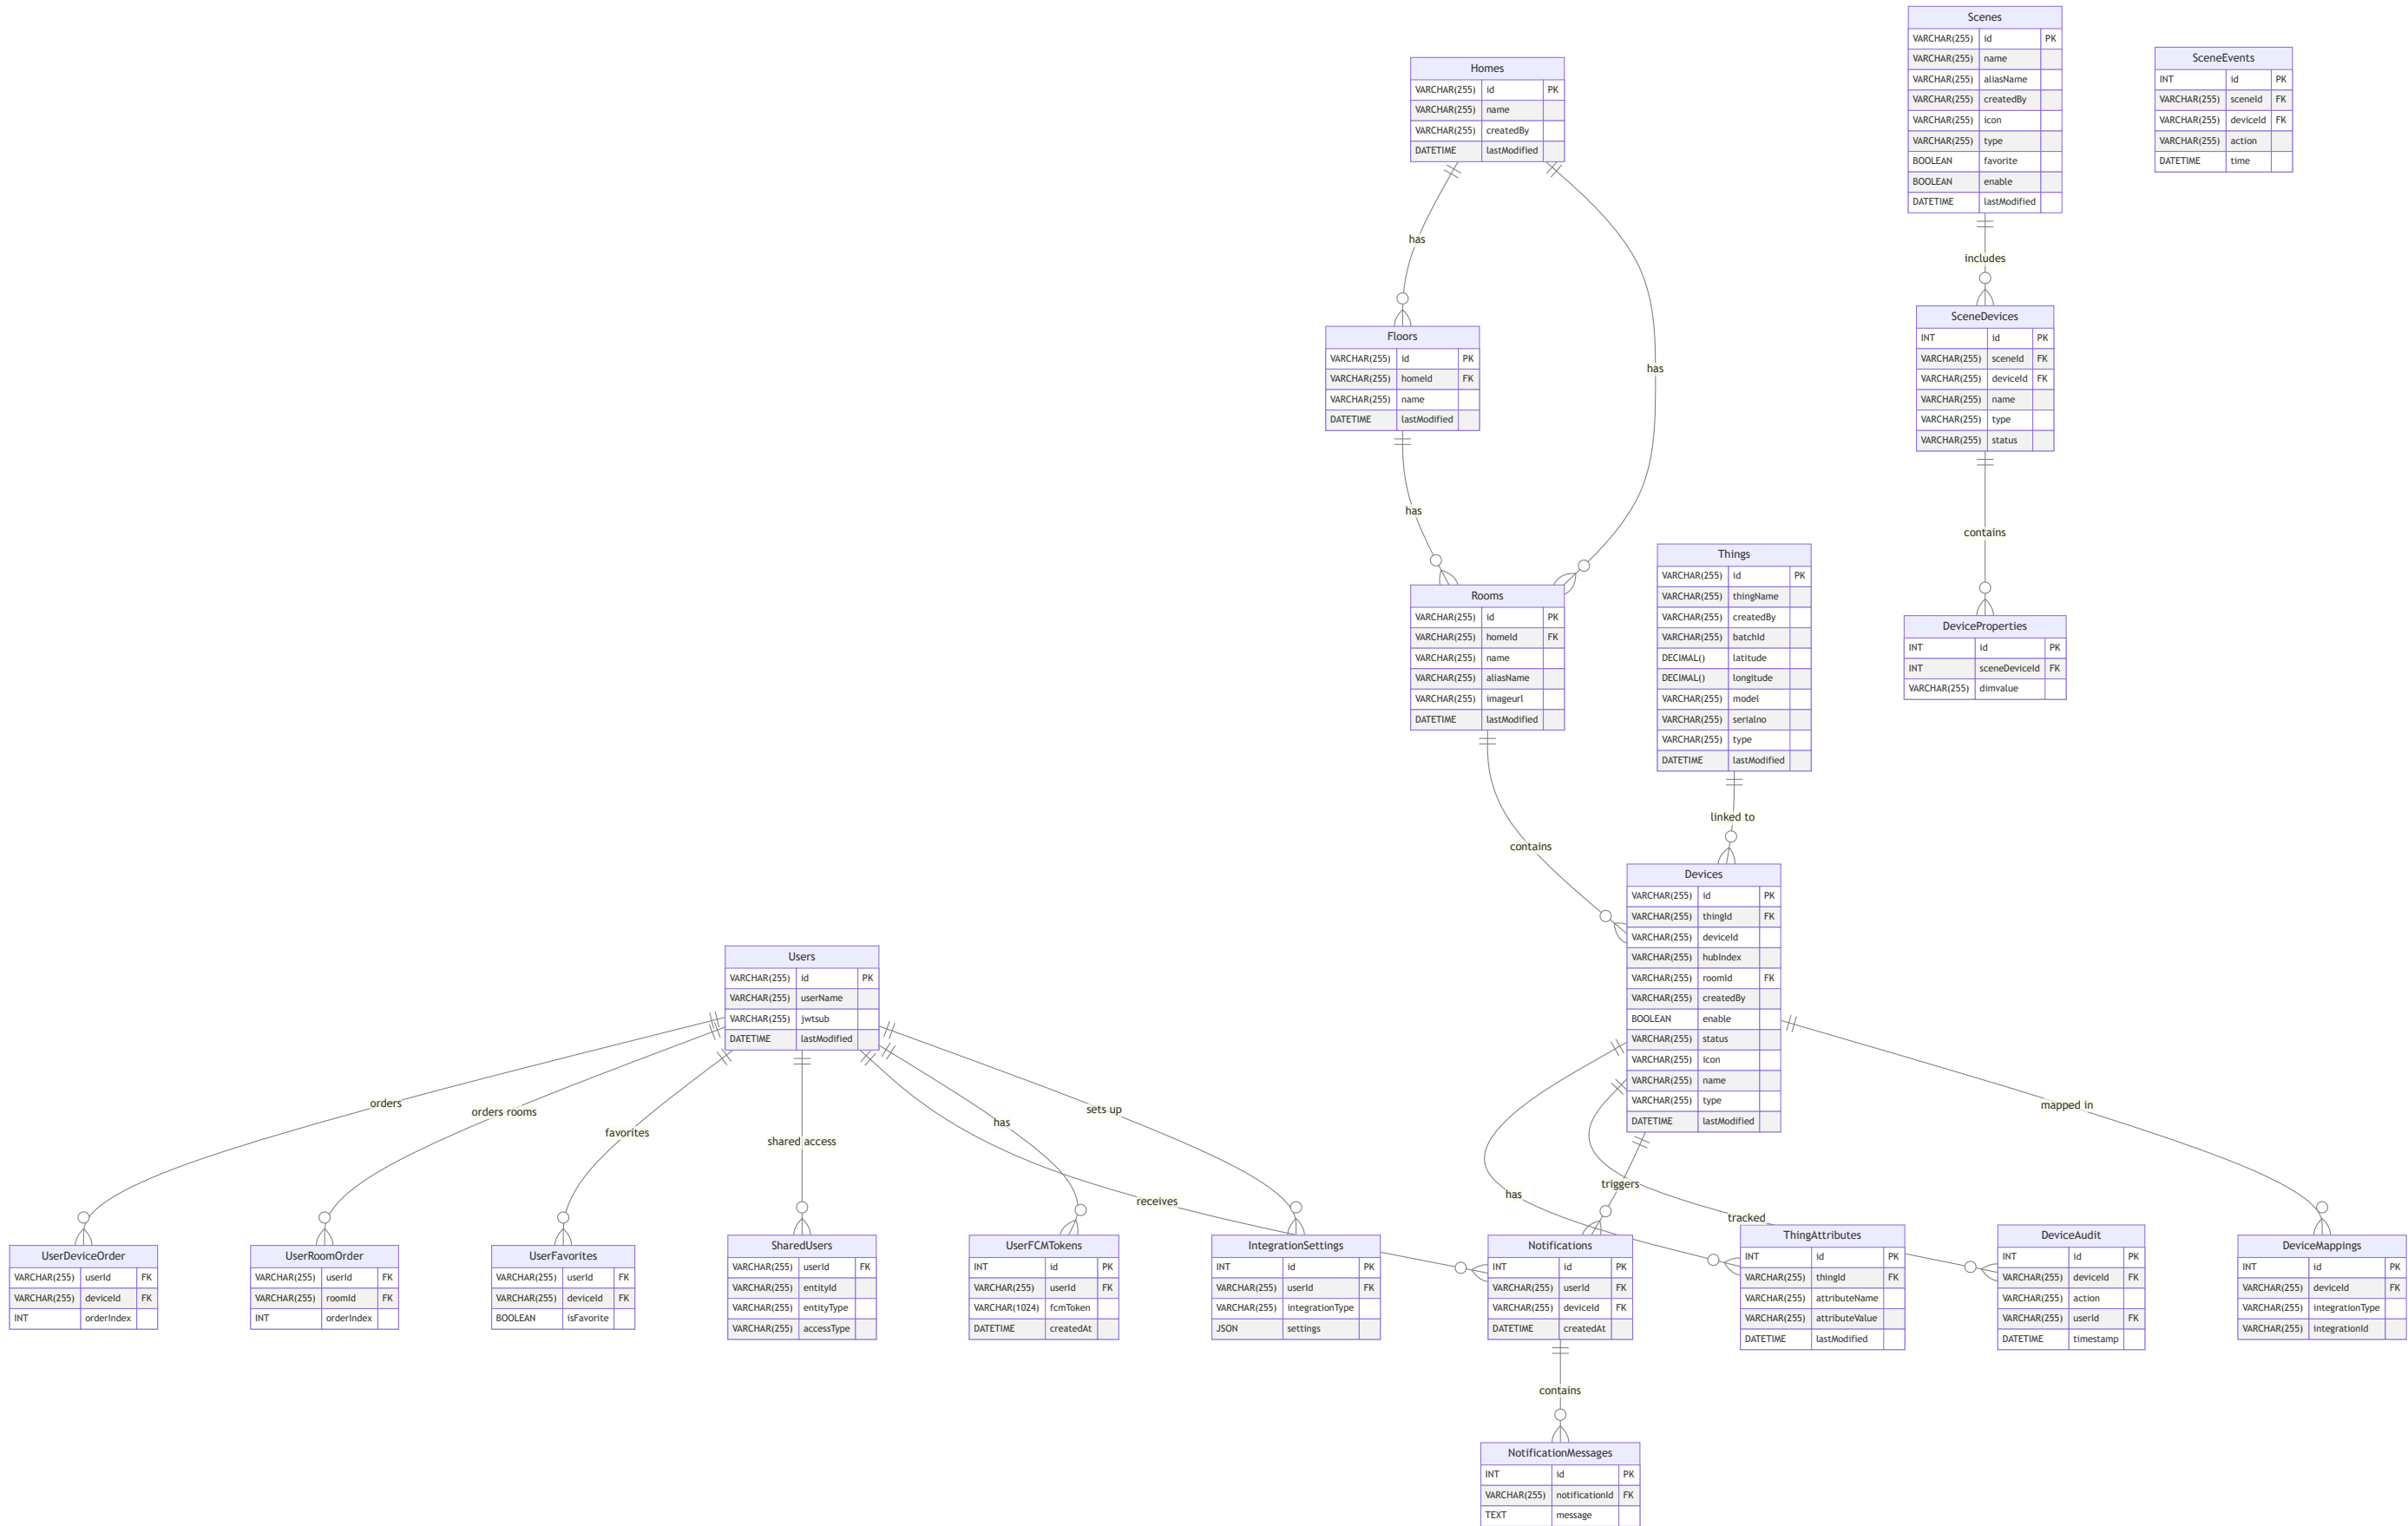 Scenes
VARCHAR(255) id PK
VARCHAR(255) name
VARCHAR(255) aliasName
VARCHAR(255) createdBy
VARCHAR(255) icon
VARCHAR(255) type
BOOLEAN favorite
BOOLEAN enable
DATETIME lastModified
SceneEvents
INT id PK
VARCHAR(255) sceneId FK
VARCHAR(255) deviceId FK
VARCHAR(255) action
DATETIME time
Homes
VARCHAR(255) id PK
VARCHAR(255) name
VARCHAR(255) createdBy
DATETIME lastModified
has
has
includes
Floors
VARCHAR(255) id PK
VARCHAR(255) homeId FK
VARCHAR(255) name
DATETIME lastModified
SceneDevices
INT id PK
VARCHAR(255) sceneId FK
VARCHAR(255) deviceId FK
VARCHAR(255) name
VARCHAR(255) type
VARCHAR(255) status
has
contains
Rooms
VARCHAR(255) id PK
VARCHAR(255) homeId FK
VARCHAR(255) name
VARCHAR(255) aliasName
VARCHAR(255) imageurl
DATETIME lastModified
Things
VARCHAR(255) id PK
VARCHAR(255) thingName
VARCHAR(255) createdBy
VARCHAR(255) batchId
DECIMAL() latitude
DECIMAL() longitude
VARCHAR(255) model
VARCHAR(255) serialno
VARCHAR(255) type
DATETIME lastModified
DeviceProperties
INT id PK
INT sceneDeviceId FK
VARCHAR(255) dimvalue
linked to
contains
Devices
VARCHAR(255) id PK
VARCHAR(255) thingId FK
VARCHAR(255) deviceId
VARCHAR(255) hubIndex
VARCHAR(255) roomId FK
VARCHAR(255) createdBy
BOOLEAN enable
VARCHAR(255) status
VARCHAR(255) icon
VARCHAR(255) name
VARCHAR(255) type
DATETIME lastModified
Users
VARCHAR(255) id PK
VARCHAR(255) userName
VARCHAR(255) jwtsub
DATETIME lastModified
orders
orders rooms
favorites
shared access
has
sets up
receives
has
triggers
tracked
mapped in
UserDeviceOrder
VARCHAR(255) userId FK
VARCHAR(255) deviceId FK
INT orderIndex
UserRoomOrder
VARCHAR(255) userId FK
VARCHAR(255) roomId FK
INT orderIndex
UserFavorites
VARCHAR(255) userId FK
VARCHAR(255) deviceId FK
BOOLEAN isFavorite
SharedUsers
VARCHAR(255) userId FK
VARCHAR(255) entityId
VARCHAR(255) entityType
VARCHAR(255) accessType
UserFCMTokens
INT id PK
VARCHAR(255) userId FK
VARCHAR(1024) fcmToken
DATETIME createdAt
IntegrationSettings
INT id PK
VARCHAR(255) userId FK
VARCHAR(255) integrationType
JSON settings
Notifications
INT id PK
VARCHAR(255) userId FK
VARCHAR(255) deviceId FK
DATETIME createdAt
ThingAttributes
INT id PK
VARCHAR(255) thingId FK
VARCHAR(255) attributeName
VARCHAR(255) attributeValue
DATETIME lastModified
DeviceAudit
INT id PK
VARCHAR(255) deviceId FK
VARCHAR(255) action
VARCHAR(255) userId FK
DATETIME timestamp
DeviceMappings
INT id PK
VARCHAR(255) deviceId FK
VARCHAR(255) integrationType
VARCHAR(255) integrationId
contains
NotificationMessages
INT id PK
VARCHAR(255) notificationId FK
TEXT message